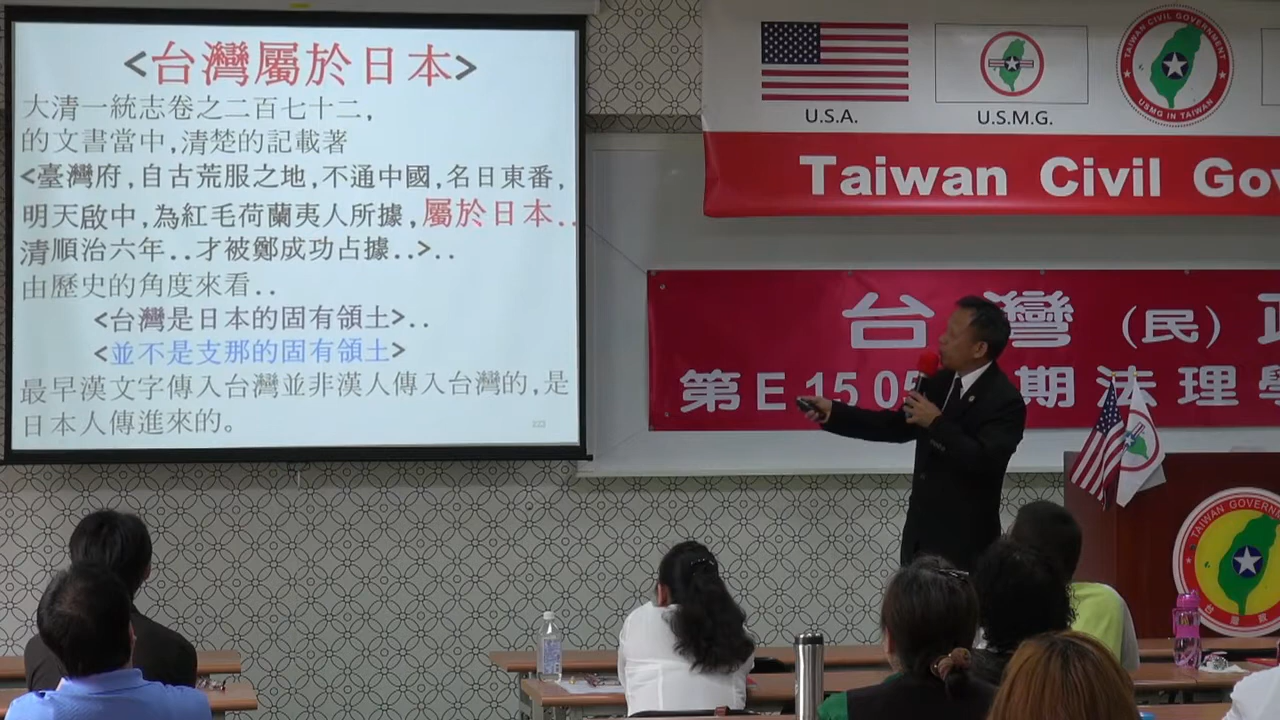 <台灣屬於日本>
大清一統志卷之二百七十二,
的文書當中,清楚的記載著
<臺灣府,自古荒服之地,不通中國,名日東番,
明天啟中,為紅毛荷蘭夷人所據,屬於日本..
清順治六年..才被鄭成功占據..>..
由歷史的角度來看..
<台灣是日本的固有領土>..
<並不是支那的固有領土>
最早漢文字傳入台灣並非漢人傳入台灣的,是
日本人傳進來的。
U.S.A.
U.S.M.G.
TAIWAN CIVIL GOVERNMENT
USMG IN TAIWAN
Taiwan Civil Go
台灣(民)
第E1505期法理
TAIWAN GOVERN